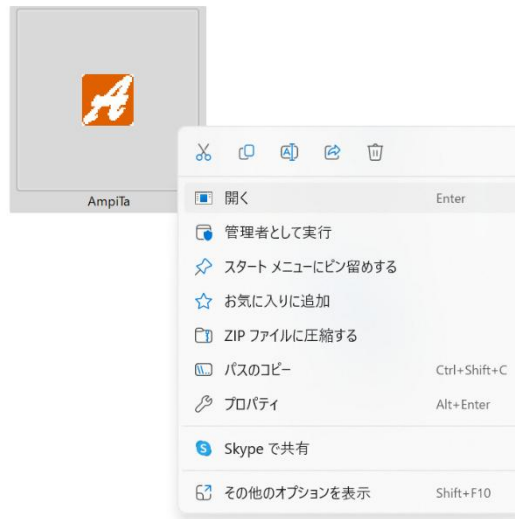 AmpiTa
開く Enter
管理者として実行
スタート メニューにピン留めする
お気に入りに追加
ZIP ファイルに圧縮する
パスのコピー Ctrl+Shift+C
プロパティ Alt+Enter
Skype で共有
その他のオプションを表示 Shift+F10